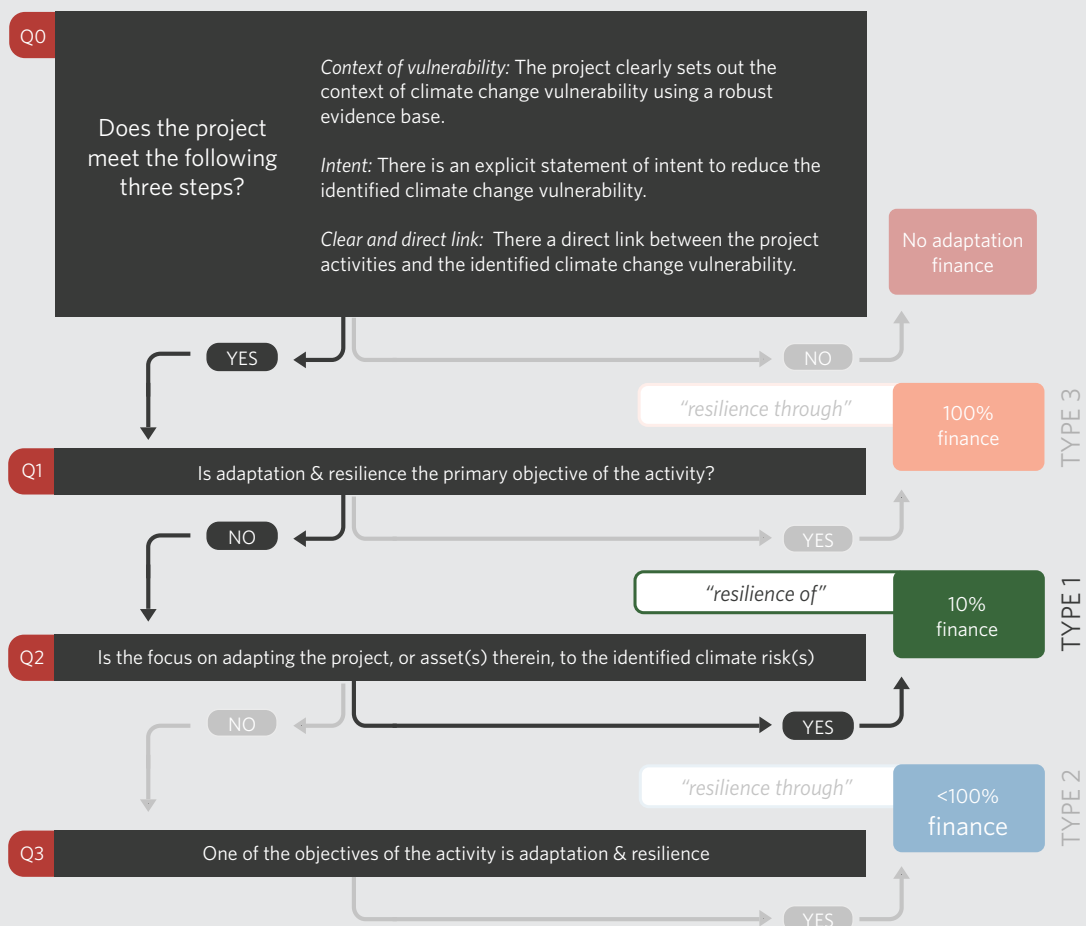 Q0
Does the project
meet the following
three steps?
Context of vulnerability: The project clearly sets out the
context of climate change vulnerability using a robust
evidence base.
Intent: There is an explicit statement of intent to reduce the
identified climate change vulnerability.
Clear and direct link: There a direct link between the project
activities and the identified climate change vulnerability.
No adaptation
finance
YES
NO
"resilience through"
100%
finance
TYPE 3
Q1
Is adaptation & resilience the primary objective of the activity?
NO
YES
"resilience of"
10%
finance
TYPE 1
Q2
Is the focus on adapting the project, or asset(s) therein, to the identified climate risk(s)
NO
YES
"resilience through"
<100%
finance
TYPE 2
Q3
One of the objectives of the activity is adaptation & resilience
YES